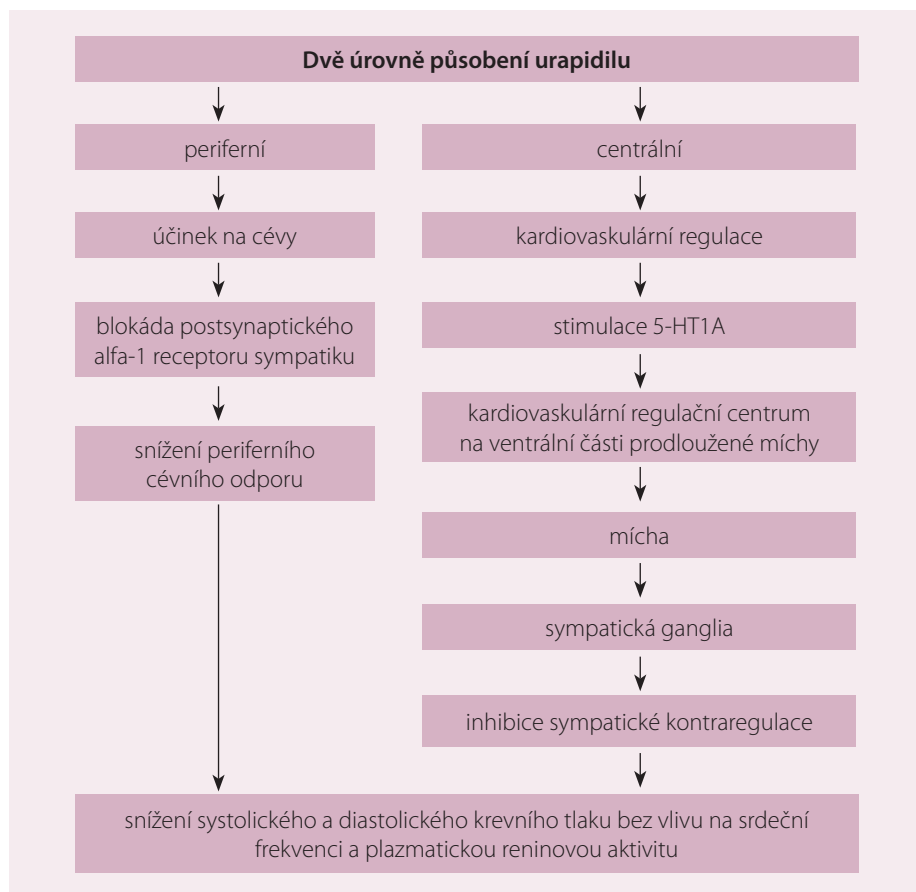 Dvě úrovně působení urapidilu
periferní
účinek na cévy
blokáda postsynaptického
alfa-1 receptoru sympatiku
snížení periferního
cévního odporu
centrální
kardiovaskulární regulace
stimulace 5-HT1A
kardiovaskulární regulační centrum
na ventrální části prodloužené míchy
mícha
sympatická ganglia
inhibice sympatické kontraregulace
snížení systolického a diastolického krevního tlaku bez vlivu na srdeční
frekvenci a plazmatickou reninovou aktivitu